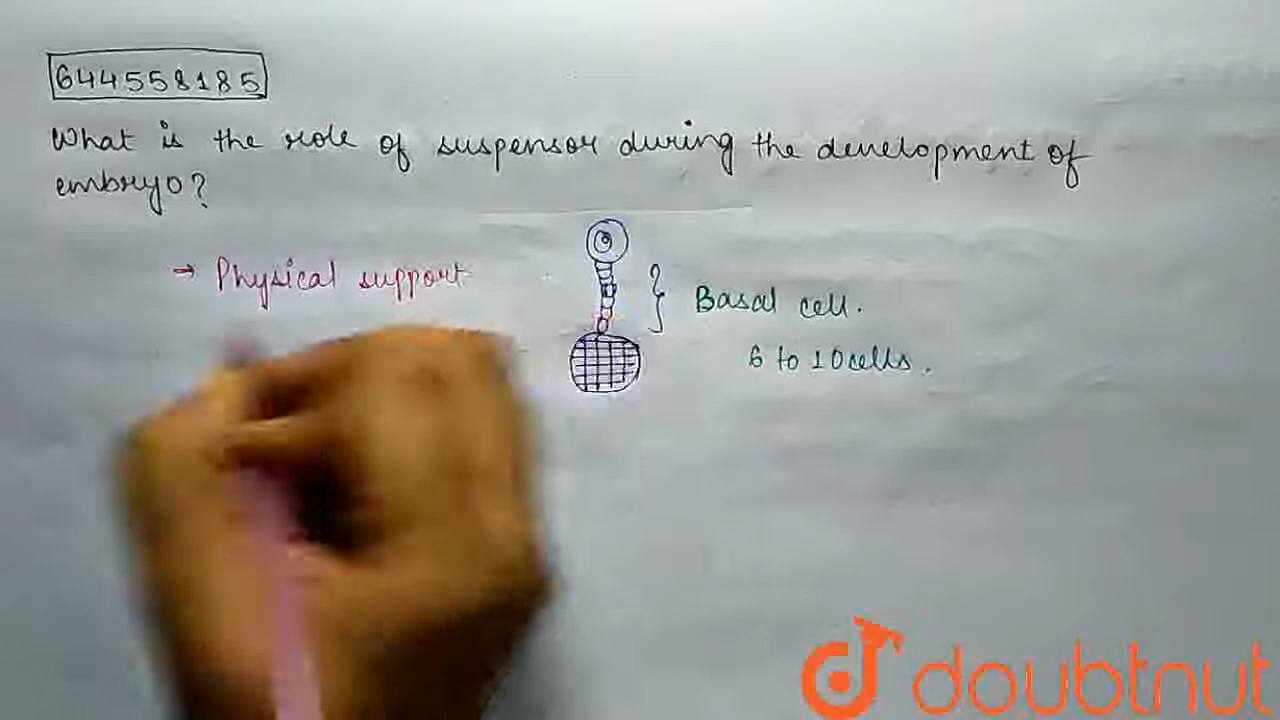 644558185
What is the role of suspensor during the development of
embryo?
→ Physical support
Basal cell.
6 to 10 cells.
doubtnut